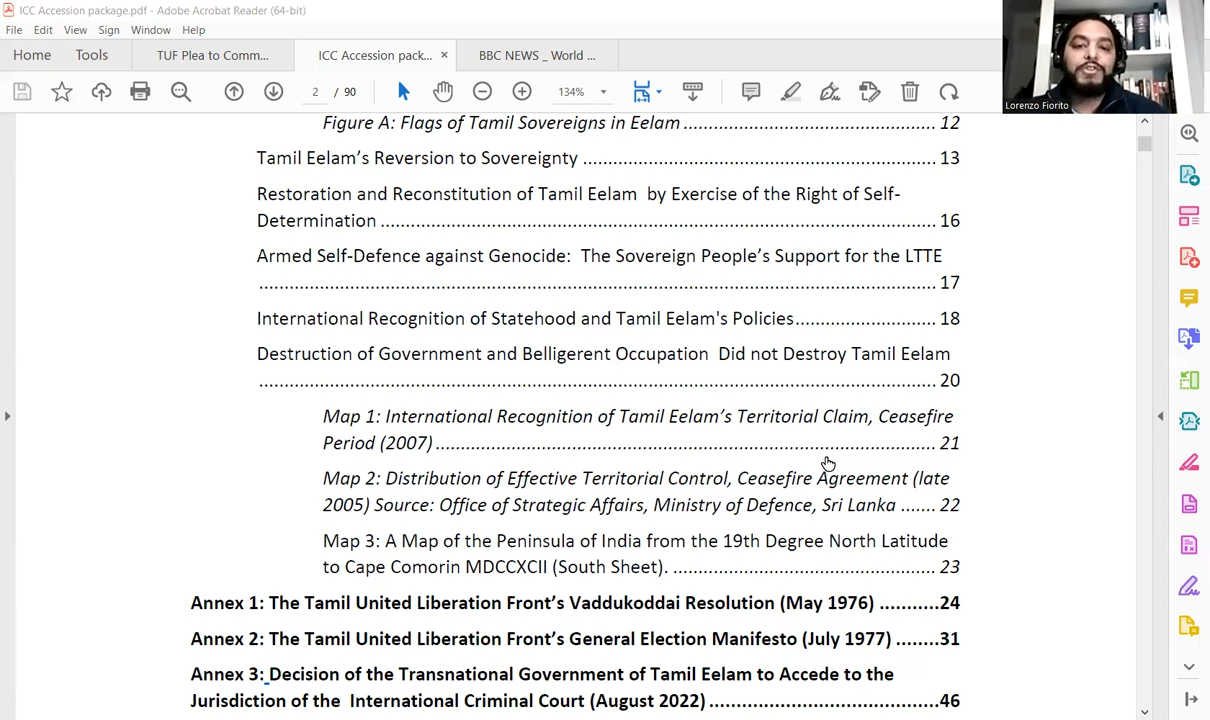 ICC Accession package.pdf - Adobe Acrobat Reader (64-bit)
File Edit View Sign Window Help
Home Tools TUF Plea to Comm... ICC Accession pack... × BBC NEWS _ World ...
2 / 90 134%
Lorenzo Fiorito
Figure A: Flags of Tamil Sovereigns in Eelam ........................................ 12
Tamil Eelam's Reversion to Sovereignty ........................................ 13
Restoration and Reconstitution of Tamil Eelam by Exercise of the Right of Self-
Determination ........................................ 16
Armed Self-Defence against Genocide: The Sovereign People's Support for the LTTE
........................................ 17
International Recognition of Statehood and Tamil Eelam's Policies........................................ 18
Destruction of Government and Belligerent Occupation Did not Destroy Tamil Eelam
........................................ 20
Map 1: International Recognition of Tamil Eelam's Territorial Claim, Ceasefire
Period (2007) ........................................ 21
Map 2: Distribution of Effective Territorial Control, Ceasefire Agreement (late
2005) Source: Office of Strategic Affairs, Ministry of Defence, Sri Lanka ....... 22
Map 3: A Map of the Peninsula of India from the 19th Degree North Latitude
to Cape Comorin MDCCXCII (South Sheet). ........................................ 23
Annex 1: The Tamil United Liberation Front's Vaddukoddai Resolution (May 1976) ...........24
Annex 2: The Tamil United Liberation Front's General Election Manifesto (July 1977) ........31
Annex 3: Decision of the Transnational Government of Tamil Eelam to Accede to the
Jurisdiction of the International Criminal Court (August 2022) ........................................46